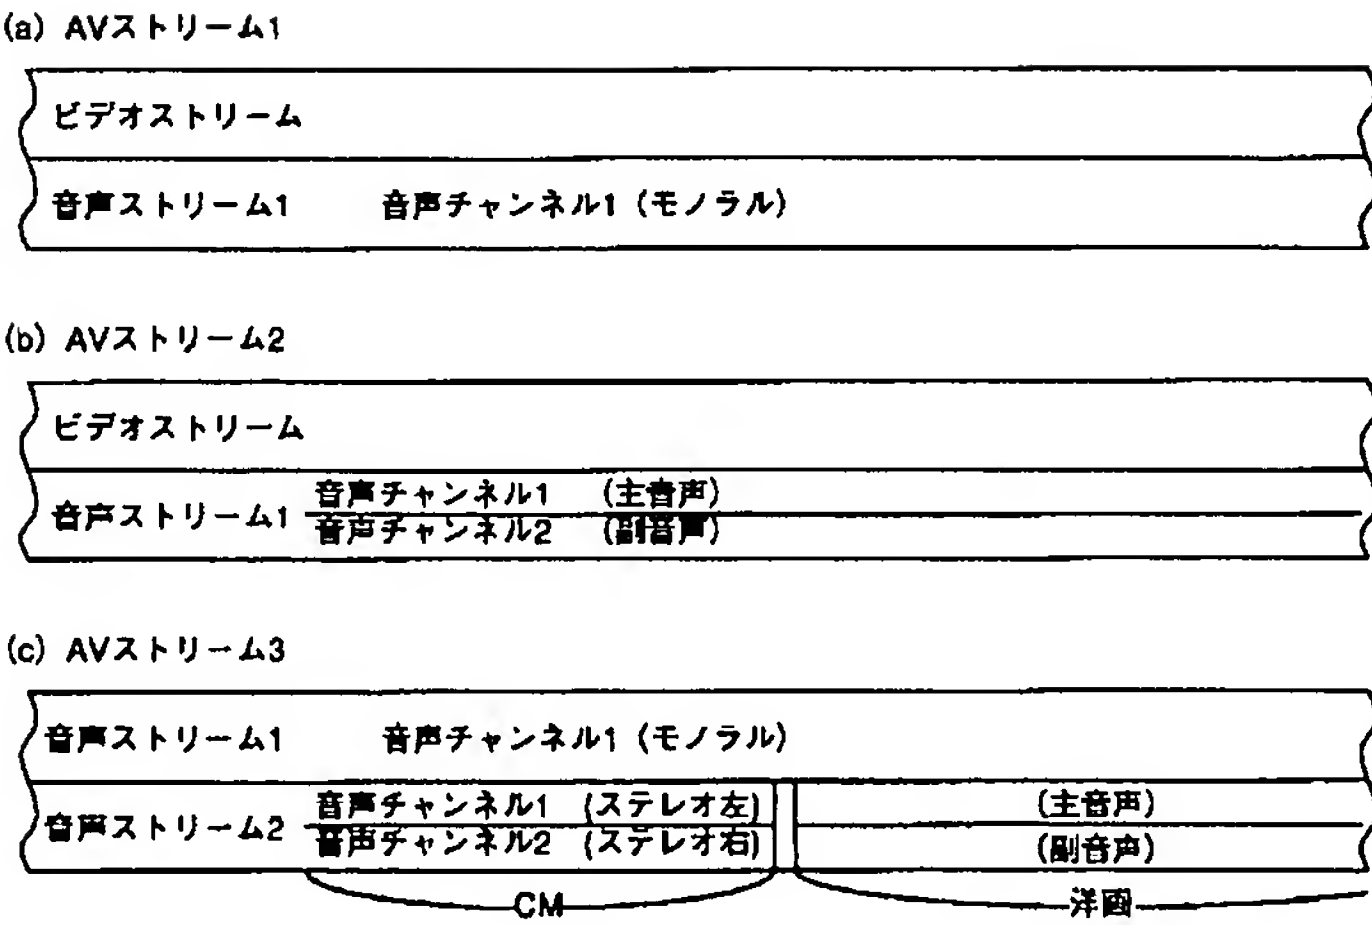 (a) AVストリーム1
ビデオストリーム
音声ストリーム1 音声チャンネル1 (モノラル)
(b) AVストリーム2
ビデオストリーム
音声ストリーム1
音声チャンネル1 (主音声)
音声チャンネル2 (副音声)
(c) AVストリーム3
音声ストリーム1 音声チャンネル1 (モノラル)
音声ストリーム2
音声チャンネル1 (ステレオ左) (主音声)
音声チャンネル2 (ステレオ右) (副音声)
CM 洋画